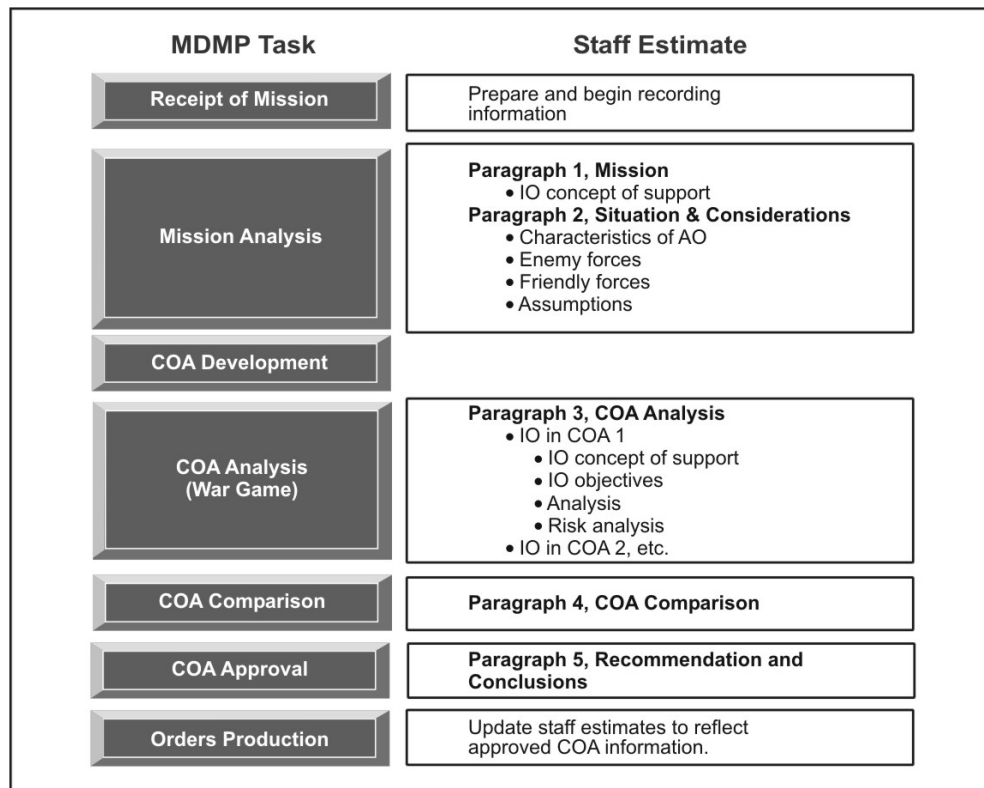 MDMP Task
Staff Estimate
Receipt of Mission
Prepare and begin recording
information
Mission Analysis
Paragraph 1, Mission
• IO concept of support
Paragraph 2, Situation & Considerations
• Characteristics of AO
• Enemy forces
• Friendly forces
• Assumptions
COA Development
COA Analysis
(War Game)
Paragraph 3, COA Analysis
• IO in COA 1
• IO concept of support
• IO objectives
• Analysis
• Risk analysis
• IO in COA 2, etc.
COA Comparison
Paragraph 4, COA Comparison
COA Approval
Paragraph 5, Recommendation and
Conclusions
Orders Production
Update staff estimates to reflect
approved COA information.